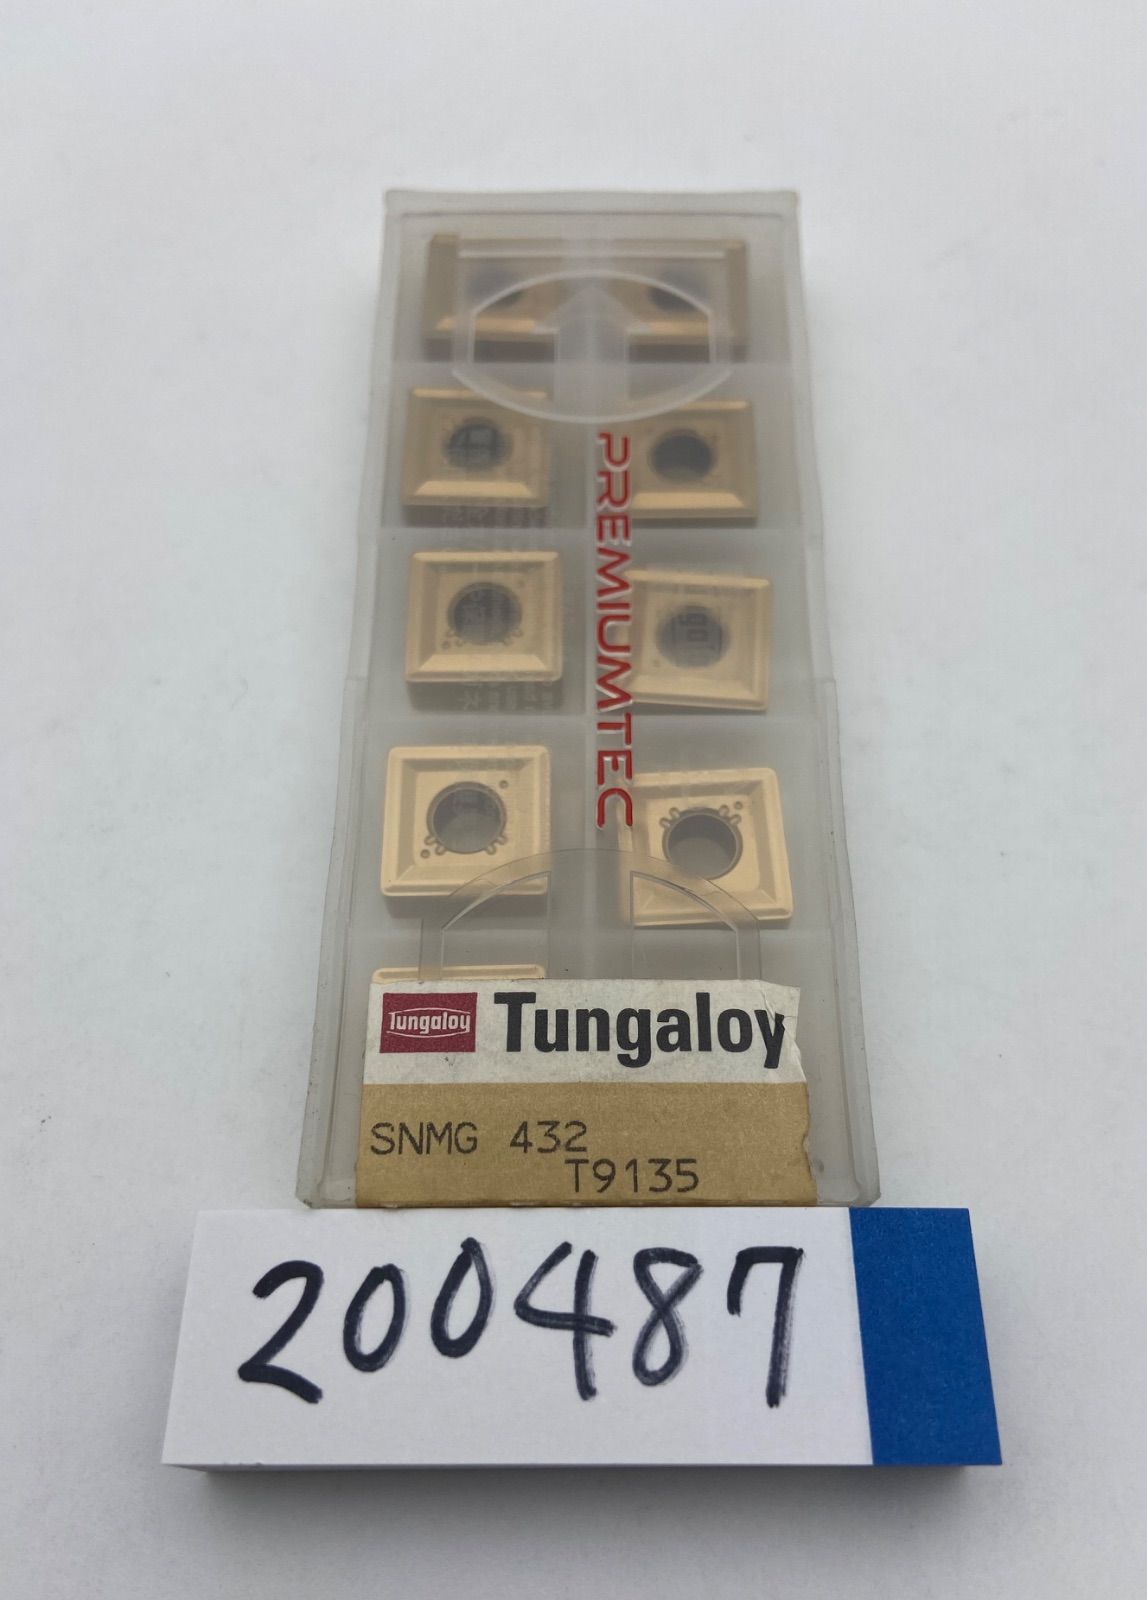 PREMIUMTEC
Tungaloy Tungaloy
SNMG 432
T9135
200487